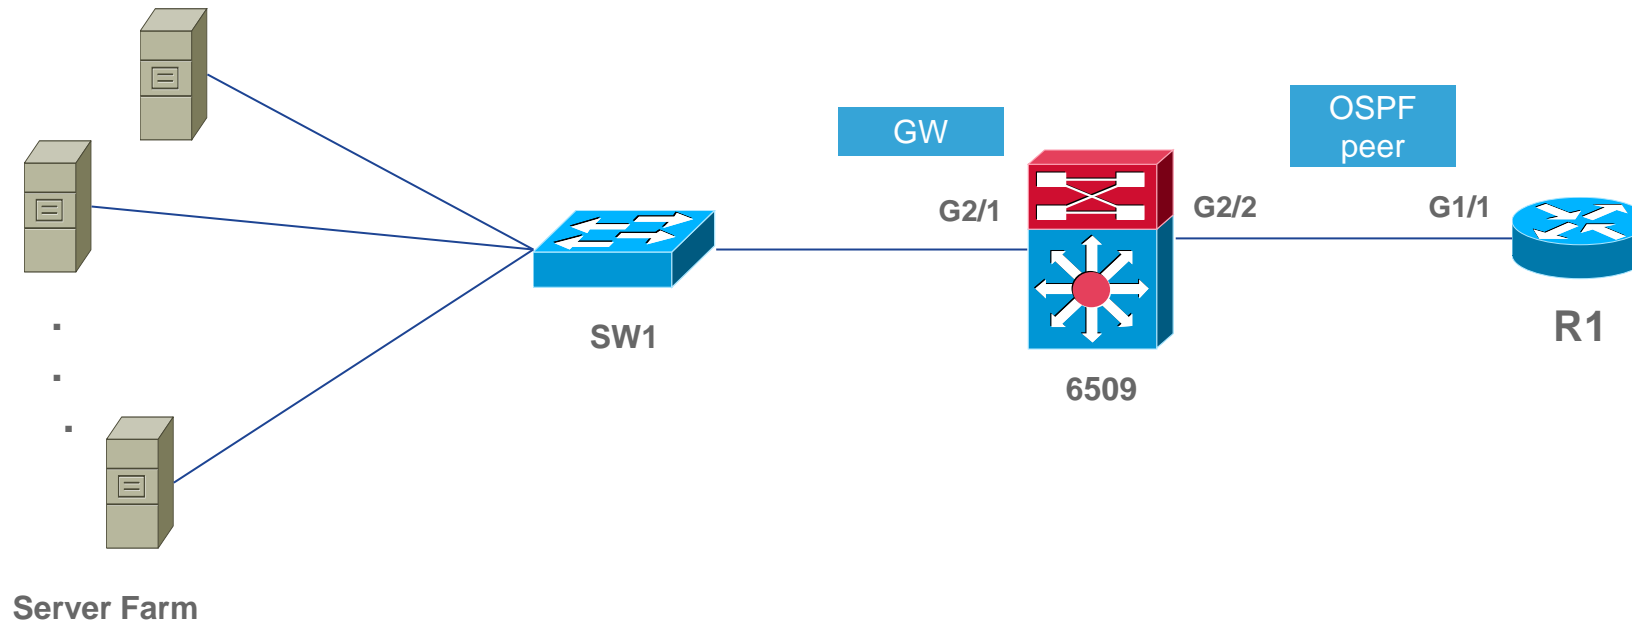 GW
OSPF
peer
G2/1
G2/2
G1/1
SW1
R1
6509
.
.
.
Server Farm